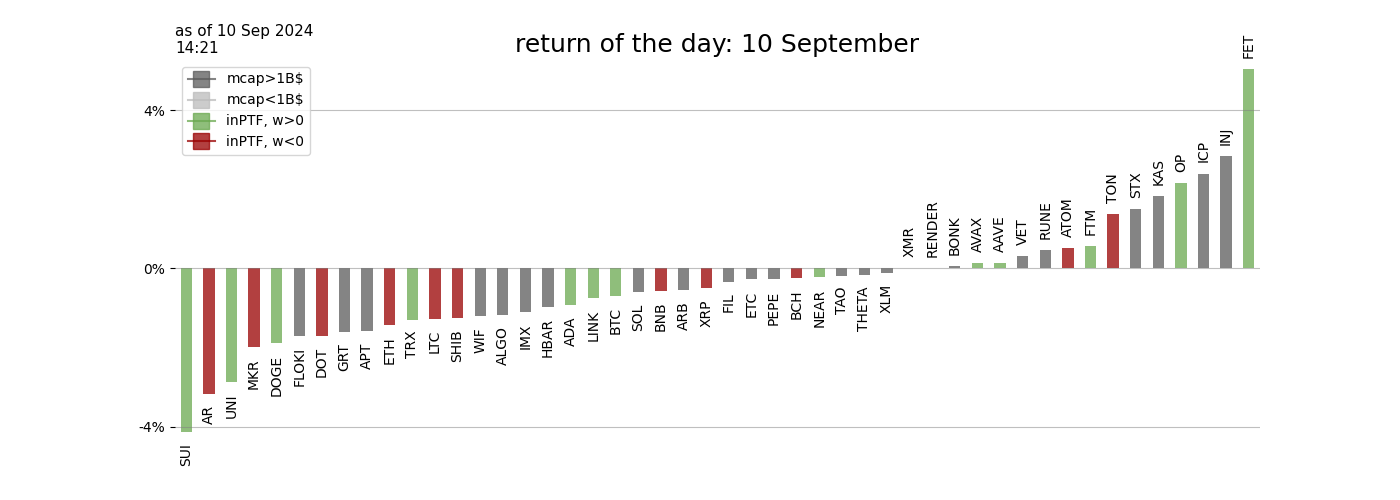 as of 10 Sep 2024
14:21
return of the day: 10 September
mcap>1B$
mcap<1B$
inPTF, w>0
inPTF, w<0
4%
0%
-4%
SUI
AR
UNI
MKR
DOGE
FLOKI
DOT
GRT
APT
ETH
TRX
LTC
SHIB
WIF
ALGO
IMX
HBAR
ADA
LINK
BTC
SOL
BNB
ARB
XRP
FIL
ETC
PEPE
BCH
NEAR
TAO
THETA
XLM
XMR
RENDER
BONK
AVAX
AAVE
VET
RUNE
ATOM
FTM
TON
STX
KAS
OP
ICP
INJ
FET